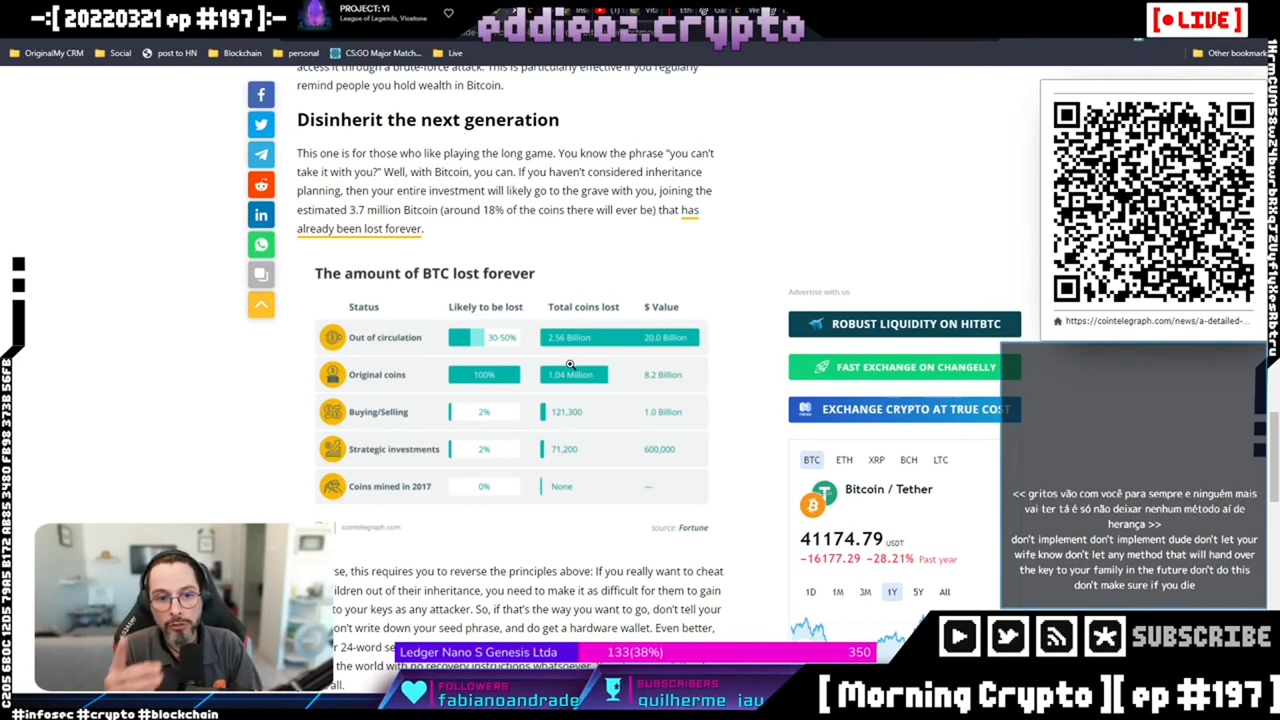 -:[ 20220321 ep #197]:-
PROJECT: YI
League of Legends, Vicetone
eddieoz.crypto
[ LIVE ]
OriginalMy CRM
Social
post to HN
Blockchain
personal
CS:GO Major Match...
Live
Other bookmark
access it through a brute-force attack. This is particularly effective if you regularly
remind people you hold wealth in Bitcoin.
Disinherit the next generation
This one is for those who like playing the long game. You know the phrase “you can’t
take it with you?” Well, with Bitcoin, you can. If you haven’t considered inheritance
planning, then your entire investment will likely go to the grave with you, joining the
estimated 3.7 million Bitcoin (around 18% of the coins there will ever be) that has
already been lost forever.
The amount of BTC lost forever
Status Likely to be lost Total coins lost $ Value
Out of circulation 30-50% 2.56 Billion 20.0 Billion
Original coins 100% 1.04 Million 8.2 Billion
Buying/Selling 2% 121,300 1.0 Billion
Strategic investments 2% 71,200 600,000
Coins mined in 2017 0% None —
cointelegraph.com
source: Fortune
se, this requires you to reverse the principles above: If you really want to cheat
ildren out of their inheritance, you need to make it as difficult for them to gain
to your keys as any attacker. So, if that’s the way you want to go, don’t tell your
on’t write down your seed phrase, and do get a hardware wallet. Even better,
r 24-word se
the world with no recovery instructions whatsoever.
all.
Advertise with us
ROBUST LIQUIDITY ON HITBTC
FAST EXCHANGE ON CHANGELLY
EXCHANGE CRYPTO AT TRUE COST
BTC ETH XRP BCH LTC
Bitcoin / Tether
41174.79 USDT
−16177.29 −28.21% Past year
1D 1M 3M 1Y 5Y All
https://cointelegraph.com/news/a-detailed-...
<< gritos vão com você para sempre e ninguém mais
vai ter tá é só não deixar nenhum método aí de
herança >>
don't implement don't implement dude don't let your
wife know don't let any method that will hand over
the key to your family in the future don't do this
don't make sure if you die
Ledger Nano S Genesis Ltda 133(38%) 350
FOLLOWERS
fabianoandrade
SUBSCRIBERS
guilherme_jau
SUBSCRIBE
[ Morning Crypto ][ ep #197 ]
#infosec #crypto #blockchain